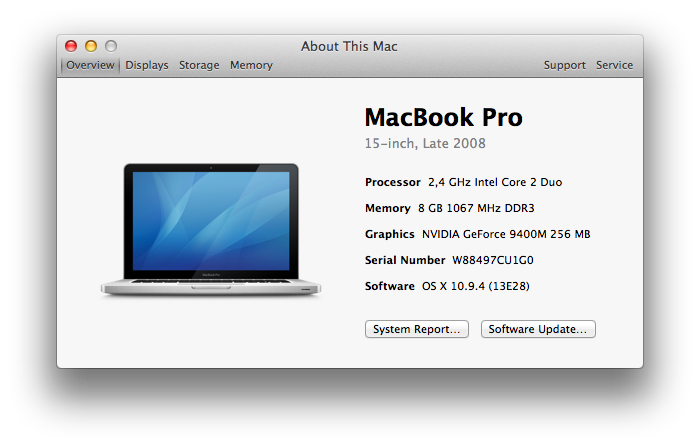 About This Mac
Overview Displays Storage Memory Support Service
MacBook Pro
15-inch, Late 2008
Processor 2,4 GHz Intel Core 2 Duo
Memory 8 GB 1067 MHz DDR3
Graphics NVIDIA GeForce 9400M 256 MB
Serial Number W88497CU1G0
Software OS X 10.9.4 (13E28)
System Report... Software Update...
MacBook Pro